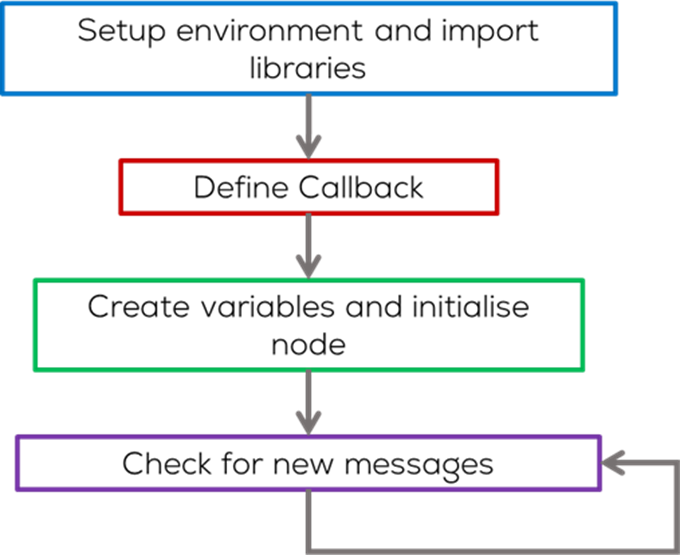 Setup environment and import
libraries
Define Callback
Create variables and initialise
node
Check for new messages